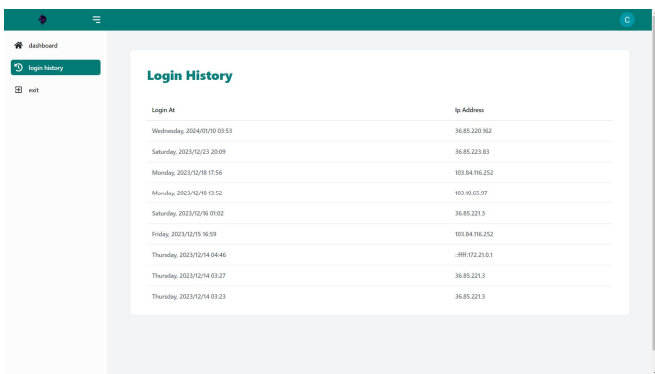 C
dashboard
login history
exit
Login History
Login At Ip Address
Wednesday, 2024/01/10 03:53 36.85.220.162
Saturday, 2023/12/23 20:09 36.85.223.83
Monday, 2023/12/18 17:56 103.84.116.252
Monday, 2023/12/18 13:52 103.10.65.97
Saturday, 2023/12/16 01:02 36.85.221.3
Friday, 2023/12/15 16:59 103.84.116.252
Thursday, 2023/12/14 04:46 ::ffff:172.21.0.1
Thursday, 2023/12/14 03:27 36.85.221.3
Thursday, 2023/12/14 03:23 36.85.221.3